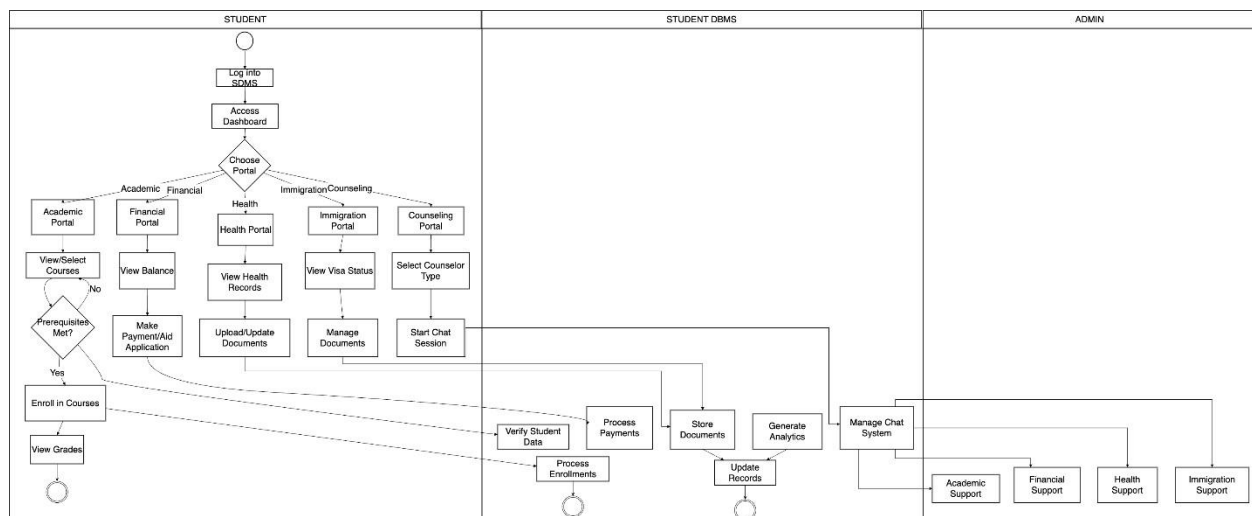 STUDENT
STUDENT DBMS
ADMIN
Log into
SDMS
Access
Dashboard
Choose
Portal
Academic
Financial
Health
Immigration
Counseling
Academic
Portal
Financial
Portal
Health Portal
Immigration
Portal
Counseling
Portal
View/Select
Courses
View Balance
View Health
Records
View Visa Status
Select Counselor
Type
No
Prerequisites
Met?
Make
Payment/Aid
Application
Upload/Update
Documents
Manage
Documents
Start Chat
Session
Yes
Enroll in Courses
View Grades
Verify Student
Data
Process
Payments
Store
Documents
Generate
Analytics
Manage Chat
System
Process
Enrollments
Update
Records
Academic
Support
Financial
Support
Health
Support
Immigration
Support